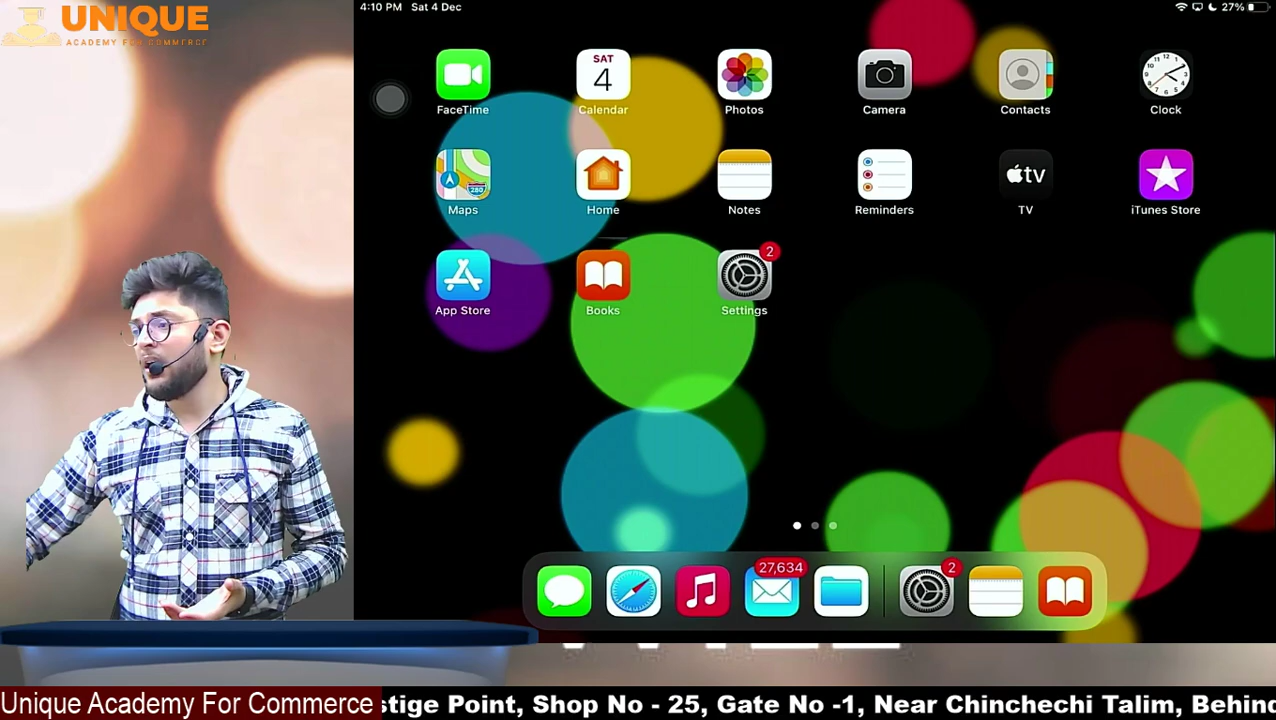 UNIQUE
ACADEMY FOR COMMERCE
4:10 PM Sat 4 Dec
27%
FaceTime
SAT
4
Calendar
Photos
Camera
Contacts
12
Clock
280
Maps
Home
Notes
Reminders
tv
TV
iTunes Store
App Store
Books
2
Settings
27,634
2
Unique Academy For Commerce
stige Point, Shop No - 25, Gate No -1, Near Chinchechi Talim, Behind